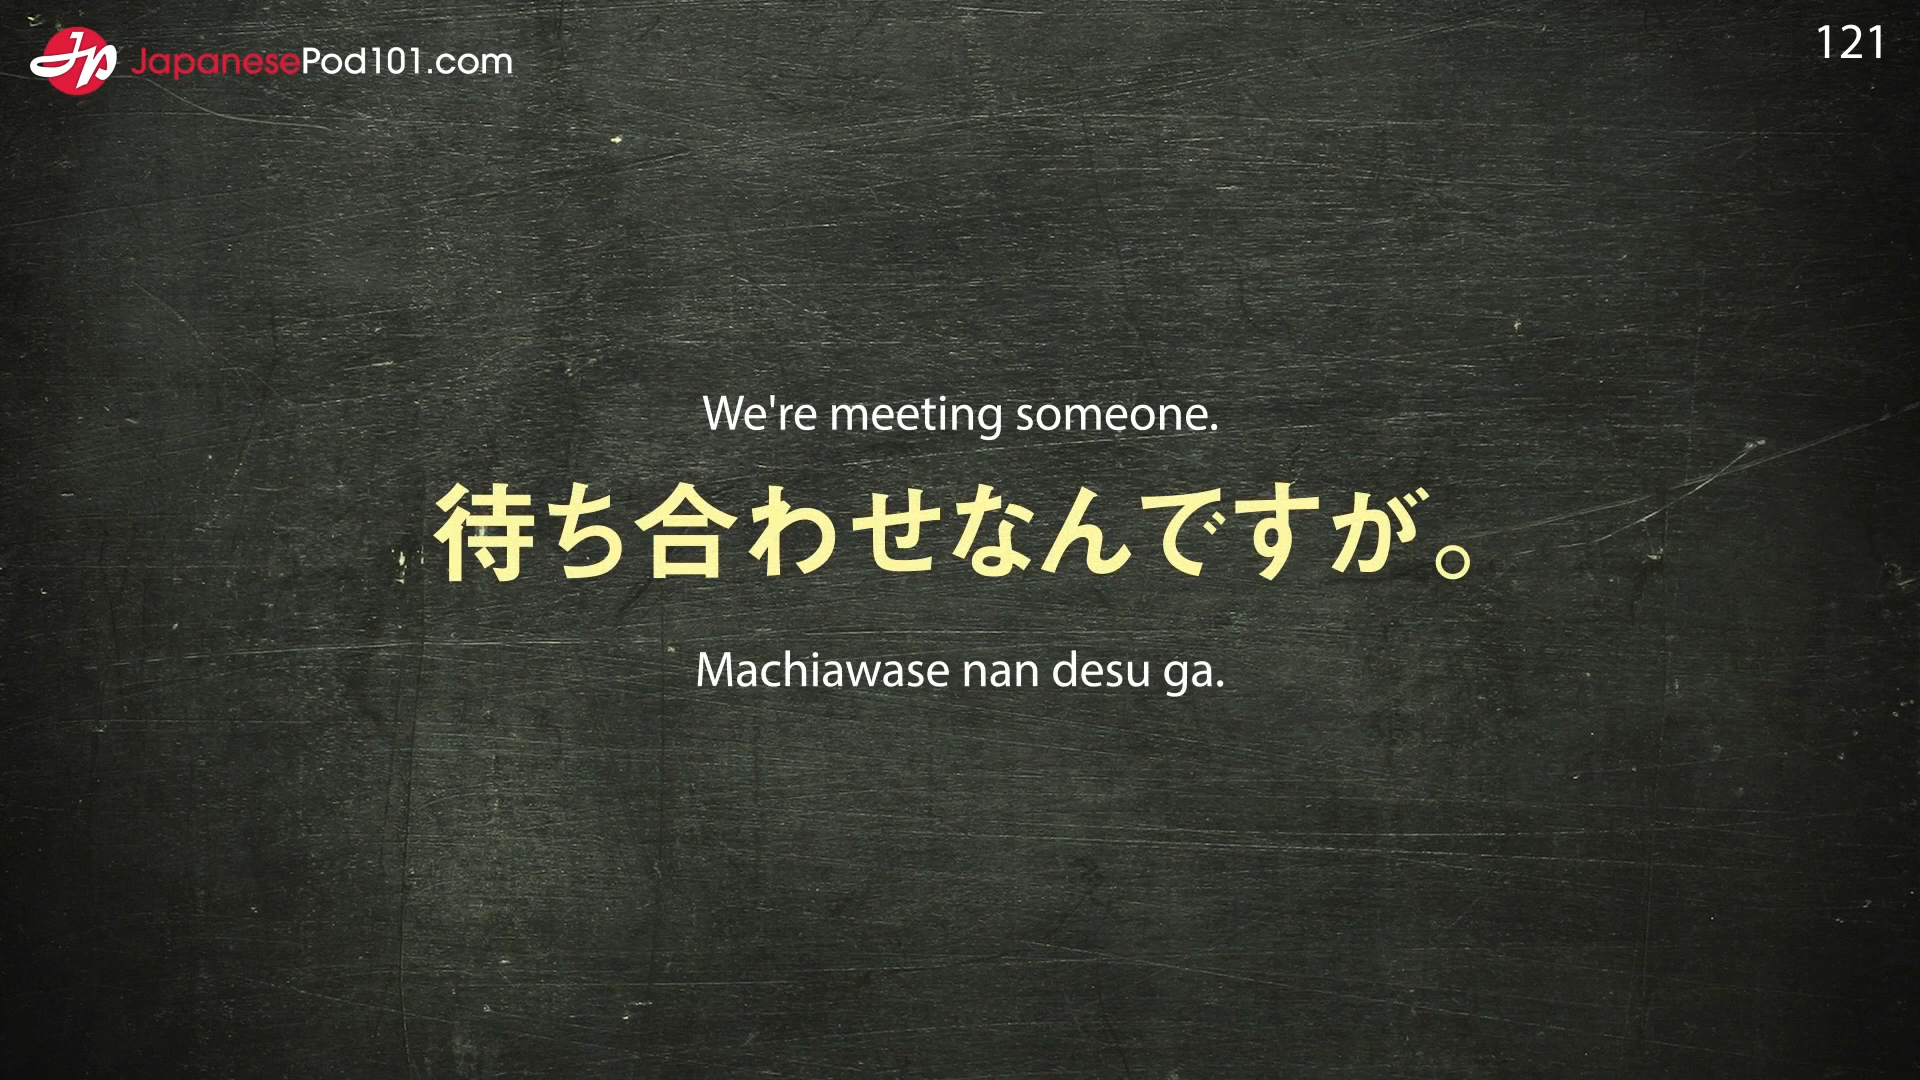 JapanesePod101.com
121
We're meeting someone.
待ち合わせなんですが。
Machiawase nan desu ga.